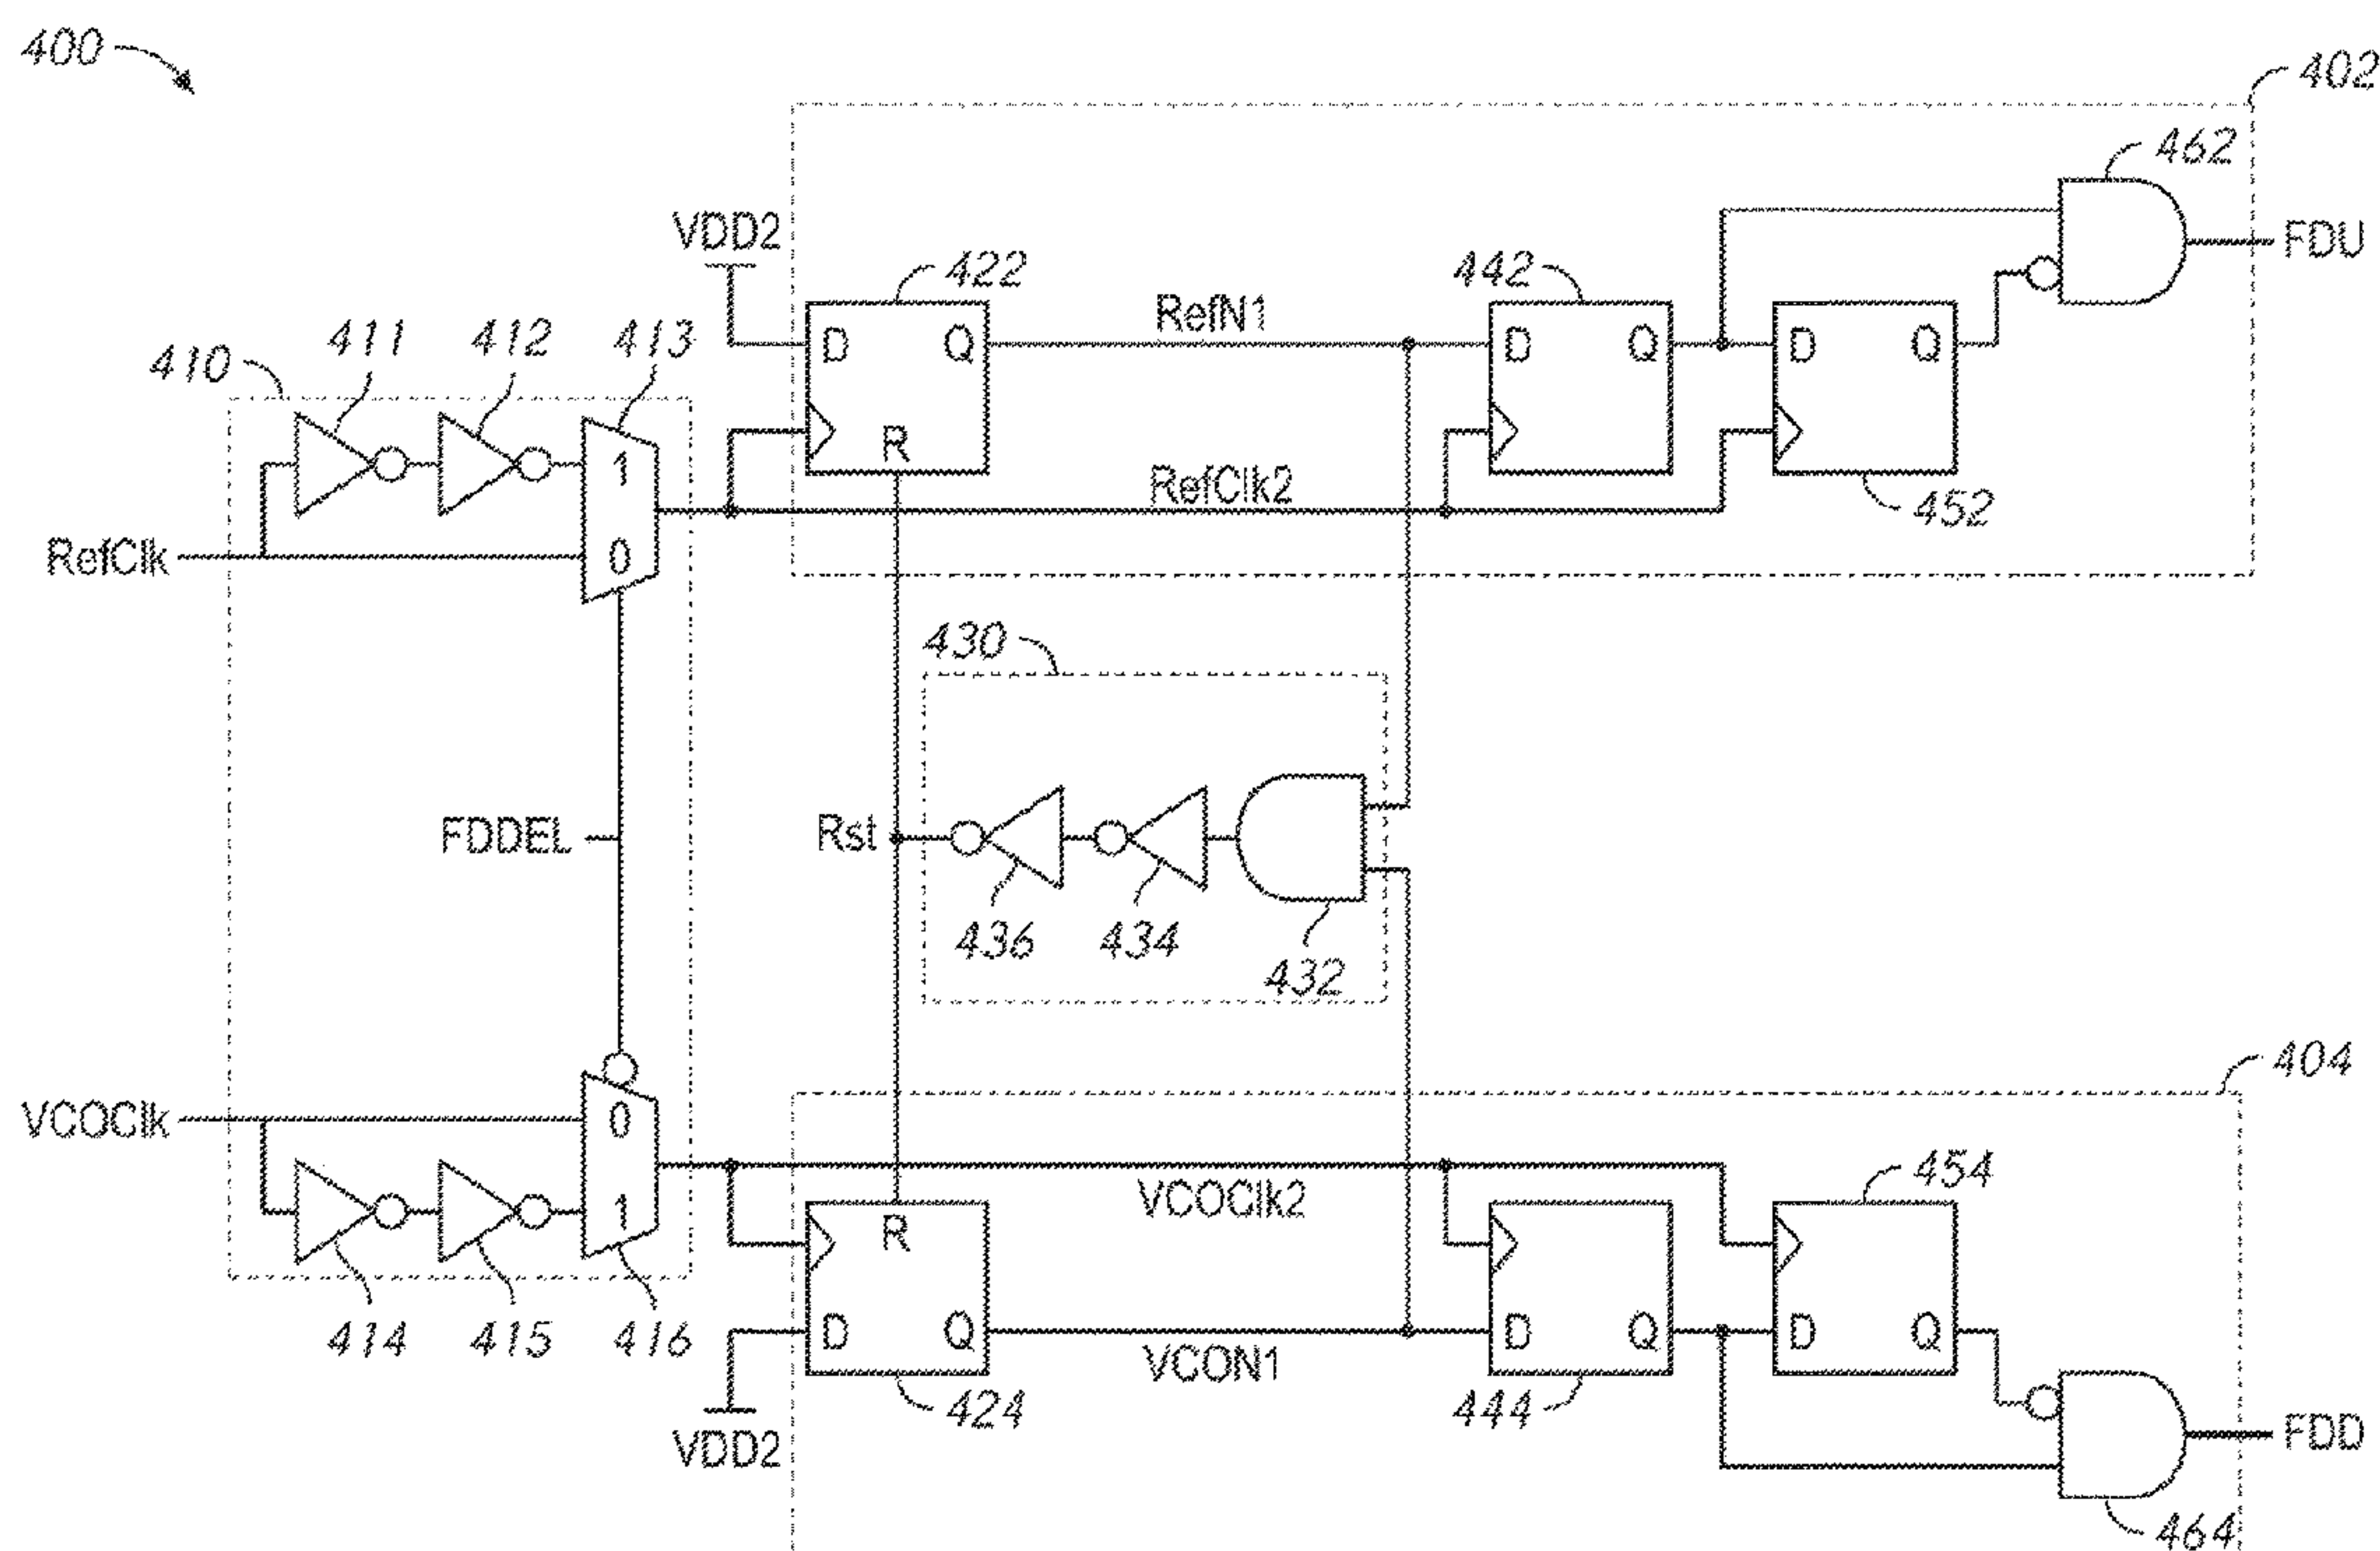 400
402
462
VDD2
FDU
422
442
RefN1
D Q
D Q
D Q
411 412 413
410
R
1
RefClk2
452
RefClk
0
430
FDDEL
Rst
436 434 432
404
VCOClk
0
454
VCOClk2
1
R
414 415 416
D Q
D Q
D Q
VCON1
424
444
VDD2
FDD
464